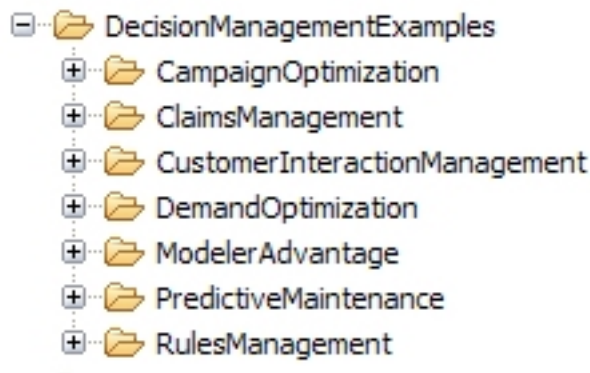 DecisionManagementExamples
CampaignOptimization
ClaimsManagement
CustomerInteractionManagement
DemandOptimization
ModelerAdvantage
PredictiveMaintenance
RulesManagement